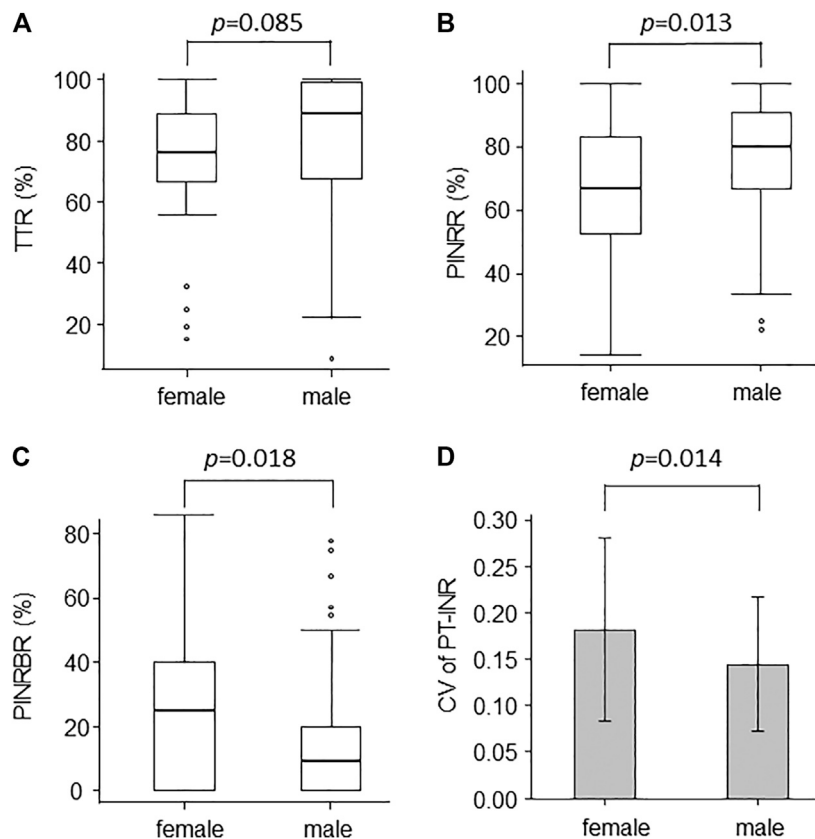 A
p=0.085
TTR (%)
100
80
60
40
20
female
male
B
p=0.013
PINRR (%)
100
80
60
40
20
female
male
C
p=0.018
PINRBR (%)
80
60
40
20
0
female
male
D
p=0.014
CV of PT-INR
0.30
0.25
0.20
0.15
0.10
0.05
0.00
female
male